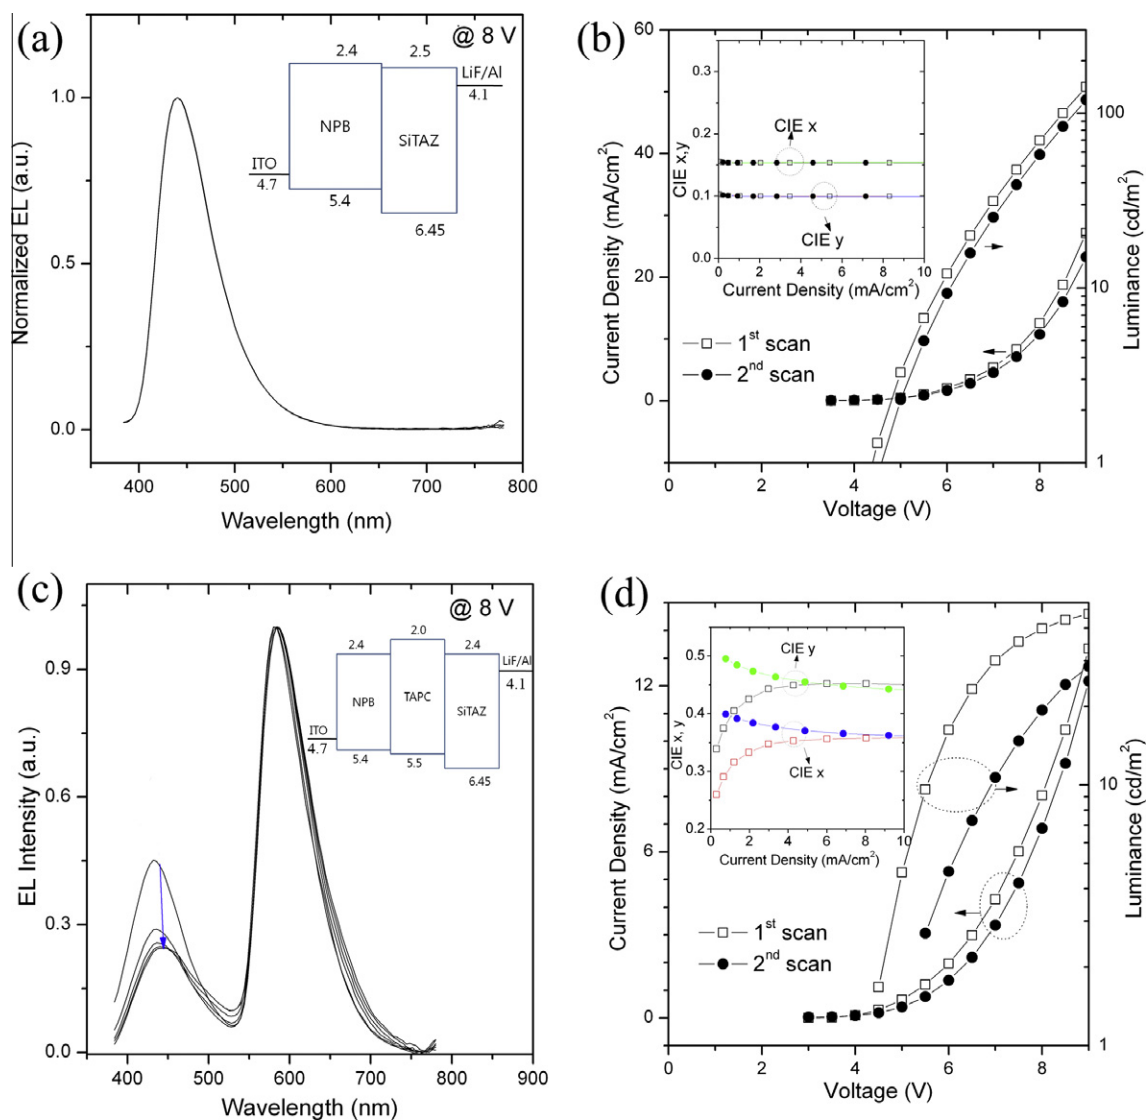 (a)
@ 8 V
2.4
2.5
LiF/Al
4.1
NPB
SiTAZ
ITO
4.7
5.4
6.45
1.0
0.5
0.0
Normalized EL (a.u.)
400
500
600
700
800
Wavelength (nm)
(b)
60
40
20
0
Current Density (mA/cm²)
100
10
1
Luminance (cd/m²)
0.3
0.2
0.1
0.0
CIE x,y
CIE x
CIE y
0
2
4
6
8
10
Current Density (mA/cm²)
1st scan
2nd scan
0
2
4
6
8
Voltage (V)
(c)
@ 8 V
2.4
2.0
2.4
LiF/Al
4.1
NPB
TAPC
SiTAZ
ITO
4.7
5.4
5.5
6.45
0.9
0.6
0.3
0.0
EL Intensity (a.u.)
400
500
600
700
800
900
Wavelength (nm)
(d)
12
8
4
0
Current Density (mA/cm²)
10
1
Luminance (cd/m²)
0.5
0.4
0.3
0.2
CIE x, y
CIE y
CIE x
0
2
4
6
8
10
Current Density (mA/cm²)
1st scan
2nd scan
0
2
4
6
8
Voltage (V)